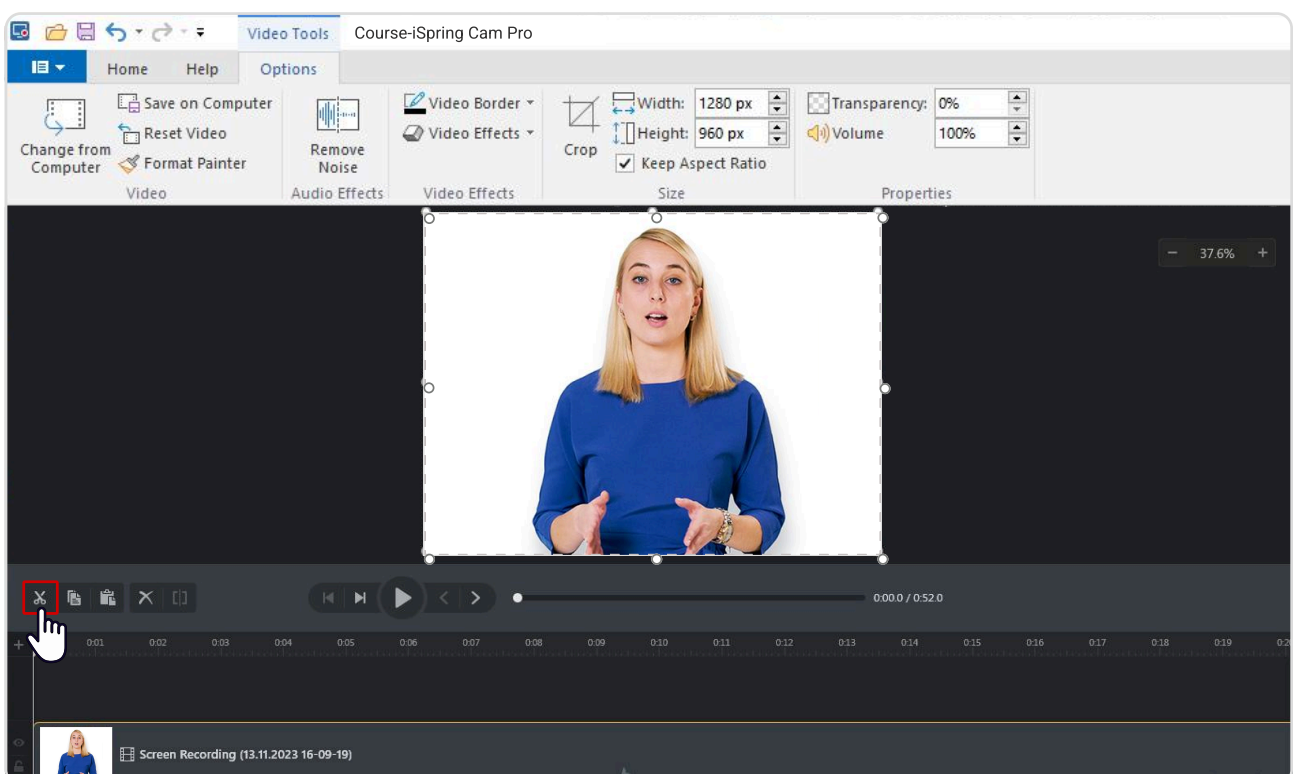 Video Tools Course-iSpring Cam Pro
Home Help Options
Change from
Computer
Save on Computer
Reset Video
Format Painter
Video
Remove
Noise
Audio Effects
Video Border
Video Effects
Video Effects
Crop
Width: 1280 px
Height: 960 px
Keep Aspect Ratio
Size
Transparency: 0%
Volume 100%
Properties
− 37.6% +
0:00.0 / 0:52.0
0:01 0:02 0:03 0:04 0:05 0:06 0:07 0:08 0:09 0:10 0:11 0:12 0:13 0:14 0:15 0:16 0:17 0:18 0:19
Screen Recording (13.11.2023 16-09-19)